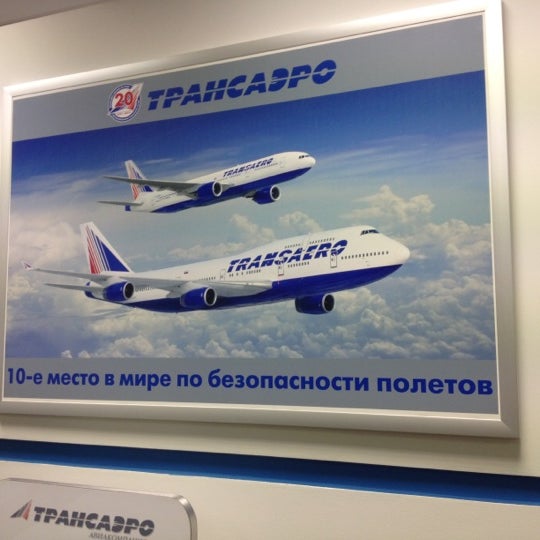 20
ТРАНСАЭРО
TRANSAERO
TRANSAERO
10-е место в мире по безопасности полетов
ТРАНСАЭРО